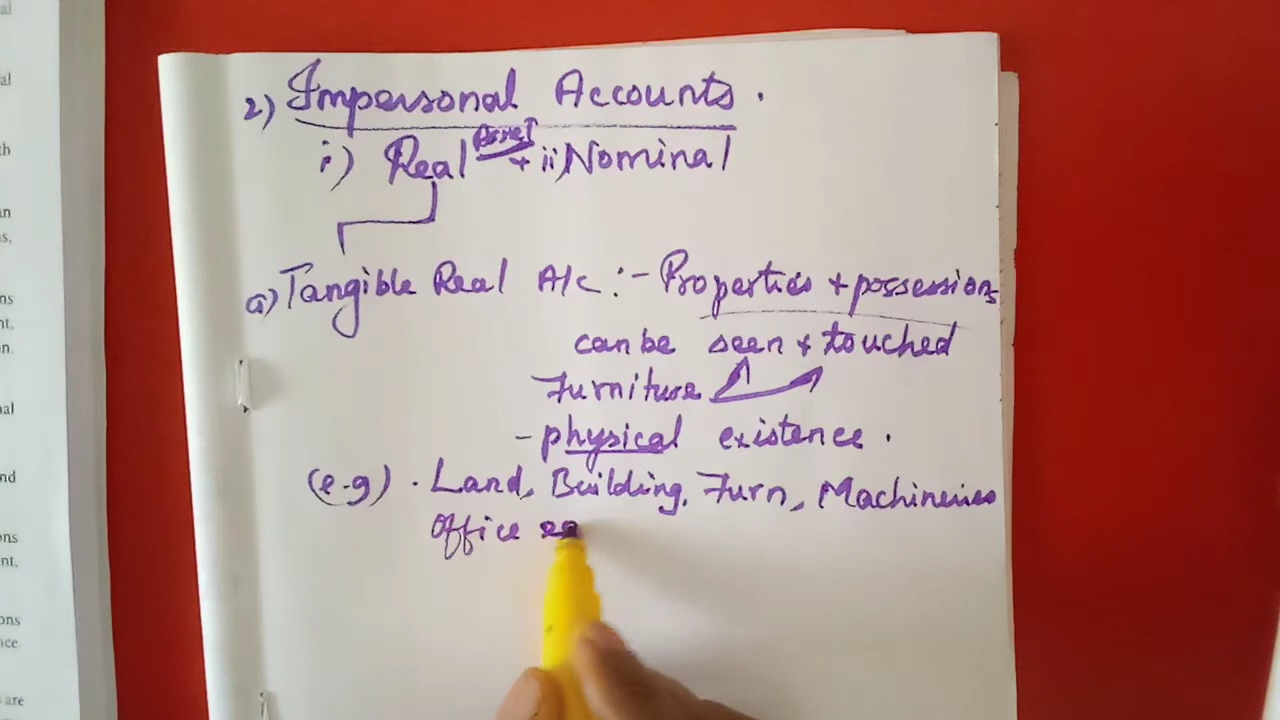 2) Impersonal Accounts.
i) Real Asset + ii) Nominal
a) Tangible Real A/c :- Properties + possessions
can be seen + touched
Furniture
- physical existence.
(e-g) . Land, Building, Furn, Machineries
Office